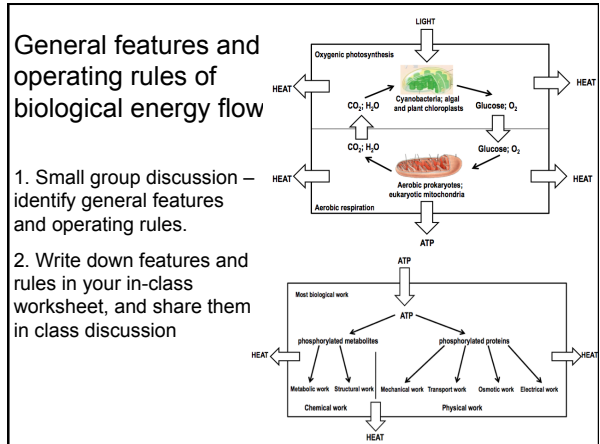 General features and
operating rules of
biological energy flow
1. Small group discussion –
identify general features
and operating rules.
2. Write down features and
rules in your in-class
worksheet, and share them
in class discussion
LIGHT
Oxygenic photosynthesis
HEAT
HEAT
CO2; H2O
Cyanobacteria; algal
and plant chloroplasts
Glucose; O2
CO2; H2O
Glucose; O2
HEAT
HEAT
Aerobic prokaryotes;
eukaryotic mitochondria
Aerobic respiration
ATP
ATP
Most biological work
ATP
phosphorylated metabolites
phosphorylated proteins
HEAT
HEAT
Metabolic work
Structural work
Mechanical work
Transport work
Osmotic work
Electrical work
Chemical work
Physical work
HEAT